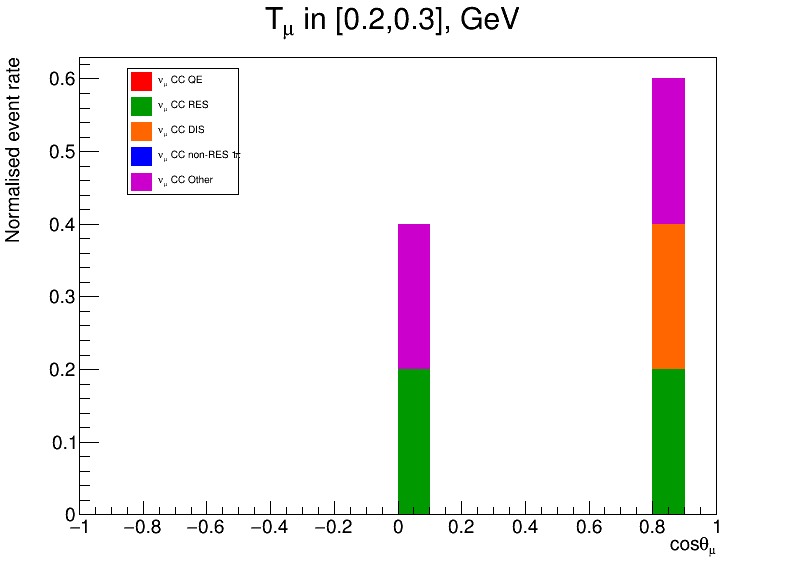 T_μ in [0.2,0.3], GeV
Normalised event rate
ν_μ CC QE
ν_μ CC RES
ν_μ CC DIS
ν_μ CC non-RES 1π
ν_μ CC Other
0.6
0.5
0.4
0.3
0.2
0.1
0
−1 −0.8 −0.6 −0.4 −0.2 0 0.2 0.4 0.6 0.8 1
cosθ_μ